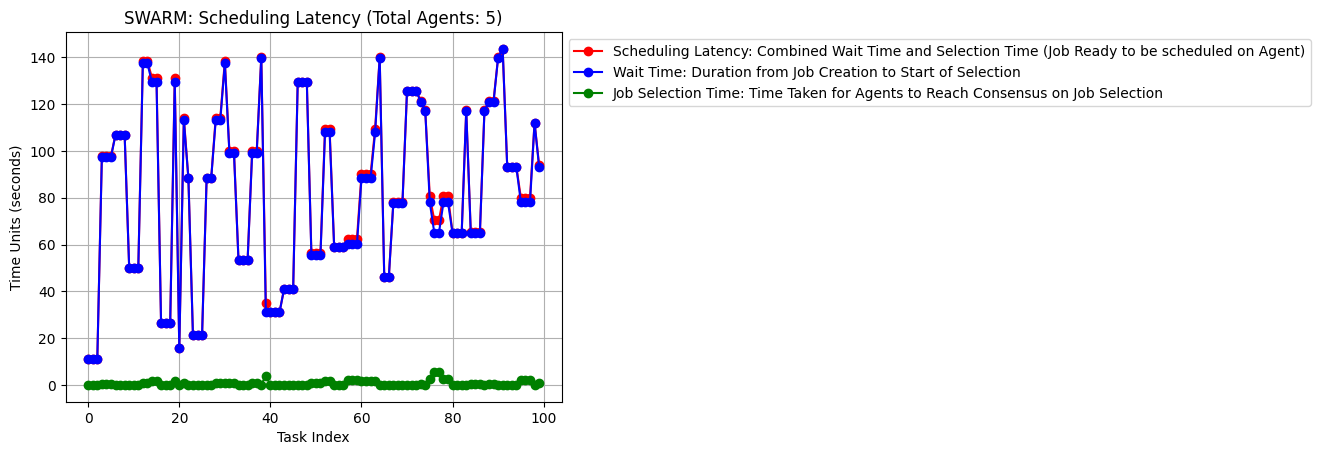 SWARM: Scheduling Latency (Total Agents: 5)
Scheduling Latency: Combined Wait Time and Selection Time (Job Ready to be scheduled on Agent)
Wait Time: Duration from Job Creation to Start of Selection
Job Selection Time: Time Taken for Agents to Reach Consensus on Job Selection
Time Units (seconds)
140
120
100
80
60
40
20
0
0 20 40 60 80 100
Task Index